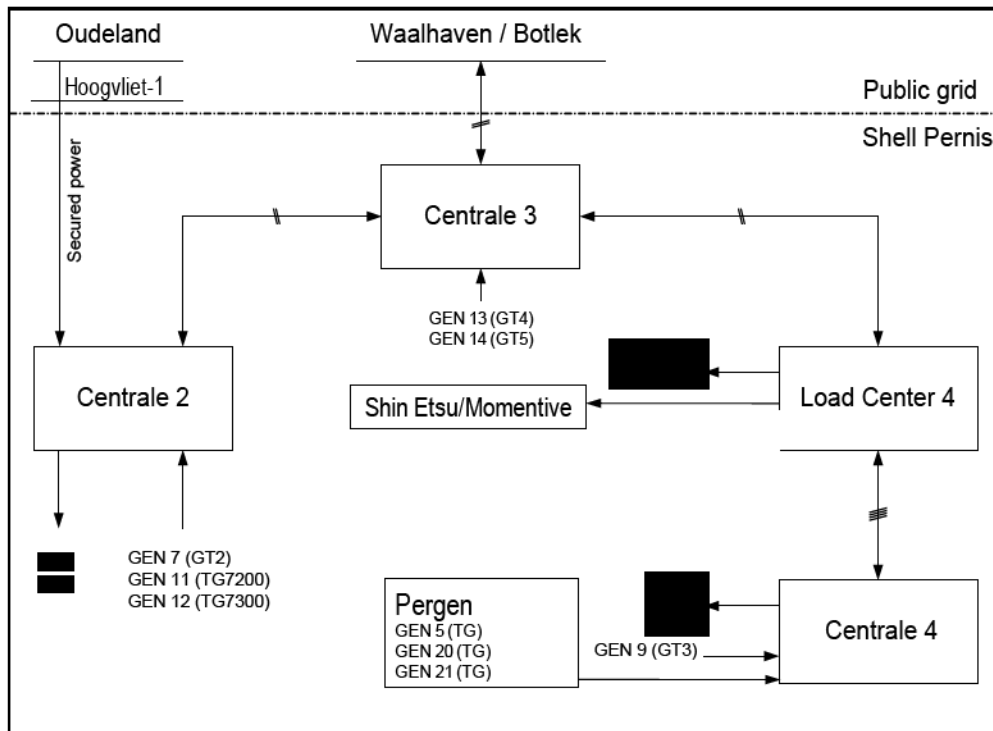 Oudeland
Waalhaven / Botlek
Hoogvliet-1
Public grid
Shell Pernis
Secured power
Centrale 3
GEN 13 (GT4)
GEN 14 (GT5)
Centrale 2
Shin Etsu/Momentive
Load Center 4
GEN 7 (GT2)
GEN 11 (TG7200)
GEN 12 (TG7300)
Pergen
GEN 5 (TG)
GEN 20 (TG)
GEN 21 (TG)
GEN 9 (GT3)
Centrale 4